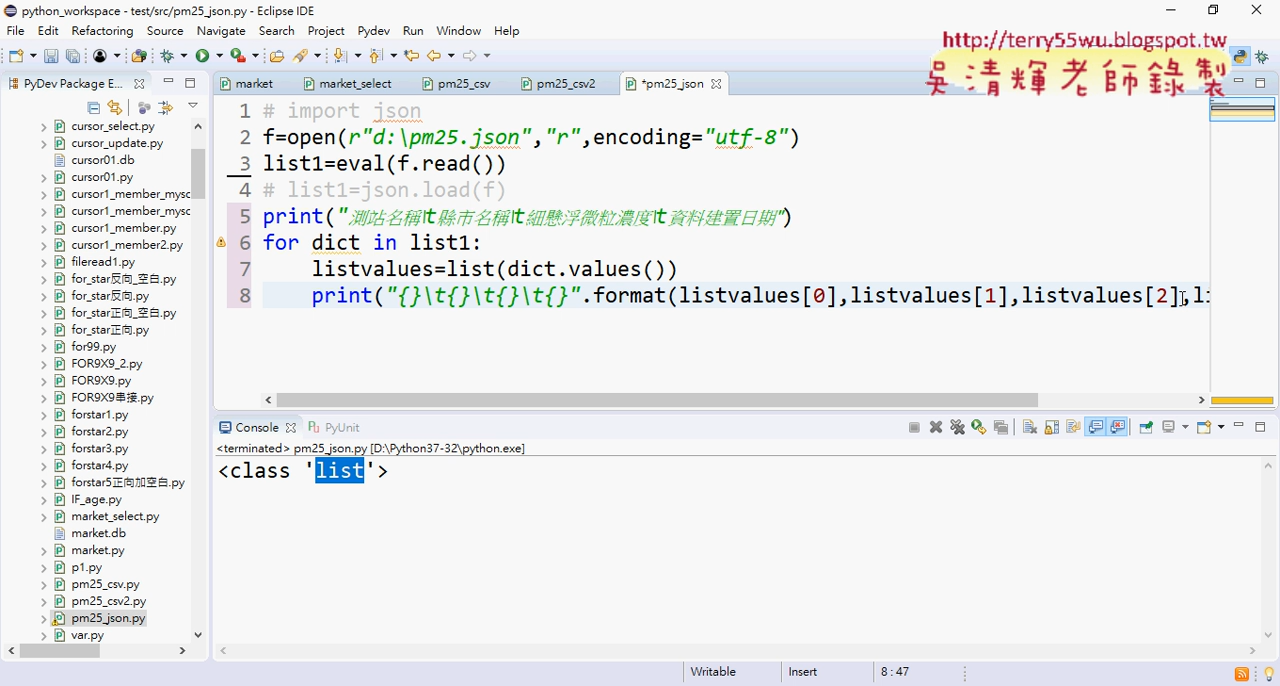 python_workspace - test/src/pm25_json.py - Eclipse IDE
File Edit Refactoring Source Navigate Search Project Pydev Run Window Help
http://terry55wu.blogspot.tw
吳清輝老師錄製
PyDev Package E...
market
market_select
pm25_csv
pm25_csv2
*pm25_json
cursor_select.py
cursor_update.py
cursor01.db
cursor01.py
cursor1_member_mysc
cursor1_member_mysc
cursor1_member.py
cursor1_member2.py
fileread1.py
for_star反向_空白.py
for_star反向.py
for_star正向_空白.py
for_star正向.py
for99.py
FOR9X9_2.py
FOR9X9.py
FOR9X9串接.py
forstar1.py
forstar2.py
forstar3.py
forstar4.py
forstar5正向加空白.py
IF_age.py
market_select.py
market.db
market.py
p1.py
pm25_csv.py
pm25_csv2.py
pm25_json.py
var.py
1 # import json
2 f=open(r"d:\pm25.json","r",encoding="utf-8")
3 list1=eval(f.read())
4 # list1=json.load(f)
5 print("測站名稱\t縣市名稱\t細懸浮微粒濃度\t資料建置日期")
6 for dict in list1:
7 listvalues=list(dict.values())
8 print("{}\t{}\t{}\t{}".format(listvalues[0],listvalues[1],listvalues[2],li
Console
PyUnit
<terminated> pm25_json.py [D:\Python37-32\python.exe]
<class 'list'>
Writable Insert 8 : 47